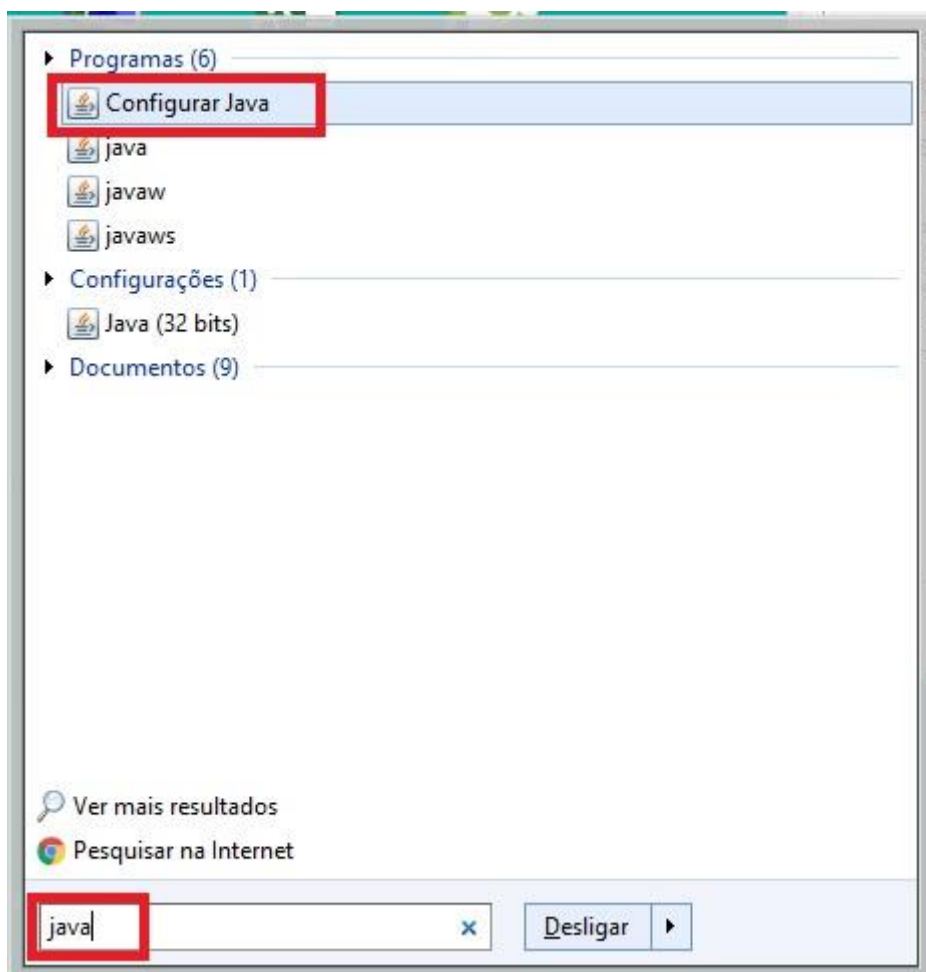 Programas (6)
Configurar Java
java
javaw
javaws
Configurações (1)
Java (32 bits)
Documentos (9)
Ver mais resultados
Pesquisar na Internet
java
Desligar